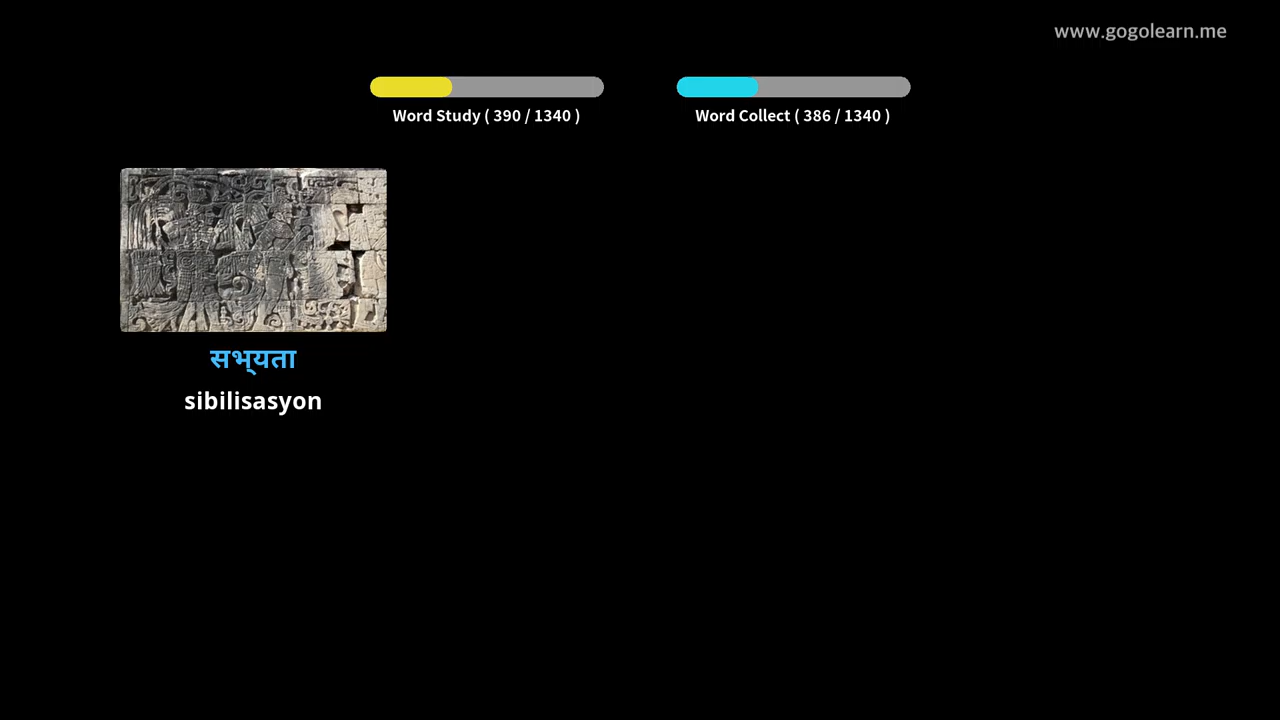 www.gogolearn.me
Word Study ( 390 / 1340 )
Word Collect ( 386 / 1340 )
सभ्यता
sibilisasyon